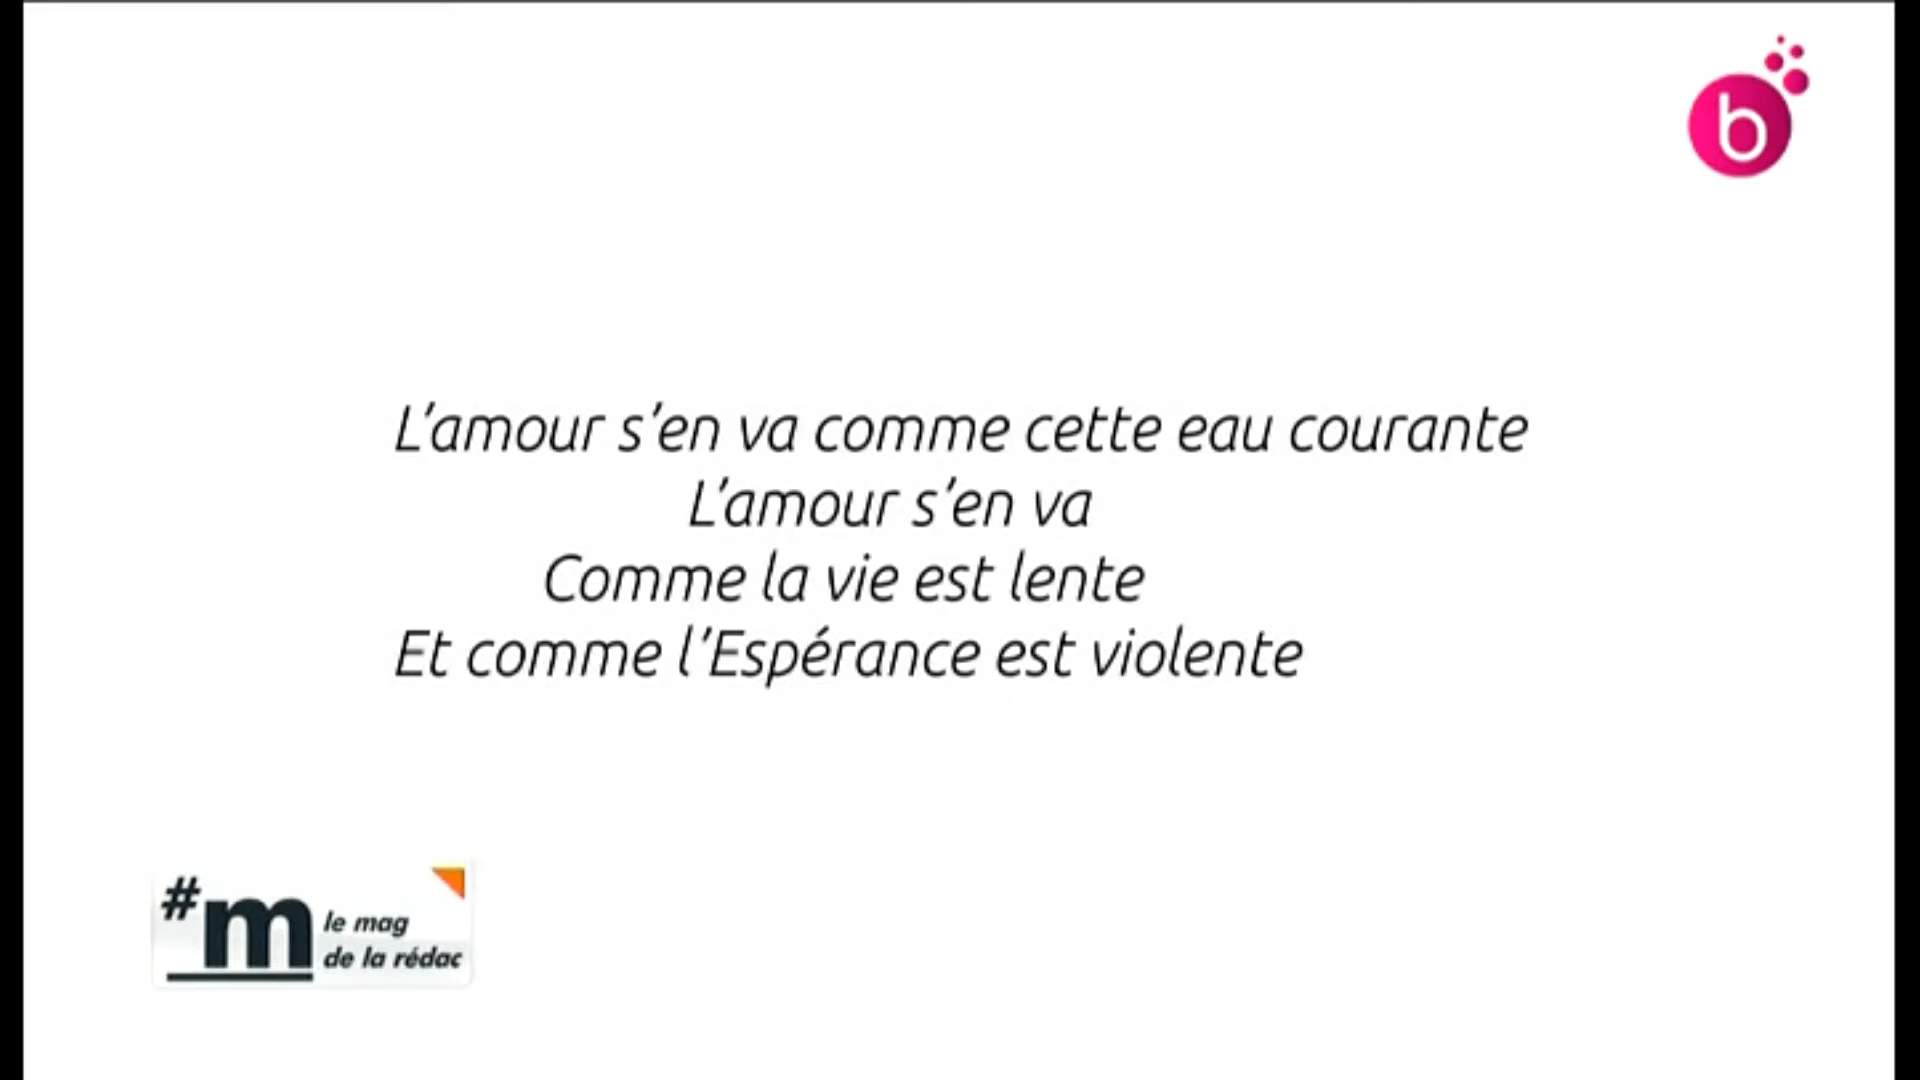 b
L'amour s'en va comme cette eau courante
L'amour s'en va
Comme la vie est lente
Et comme l'Espérance est violente
#m le mag
de la rédac